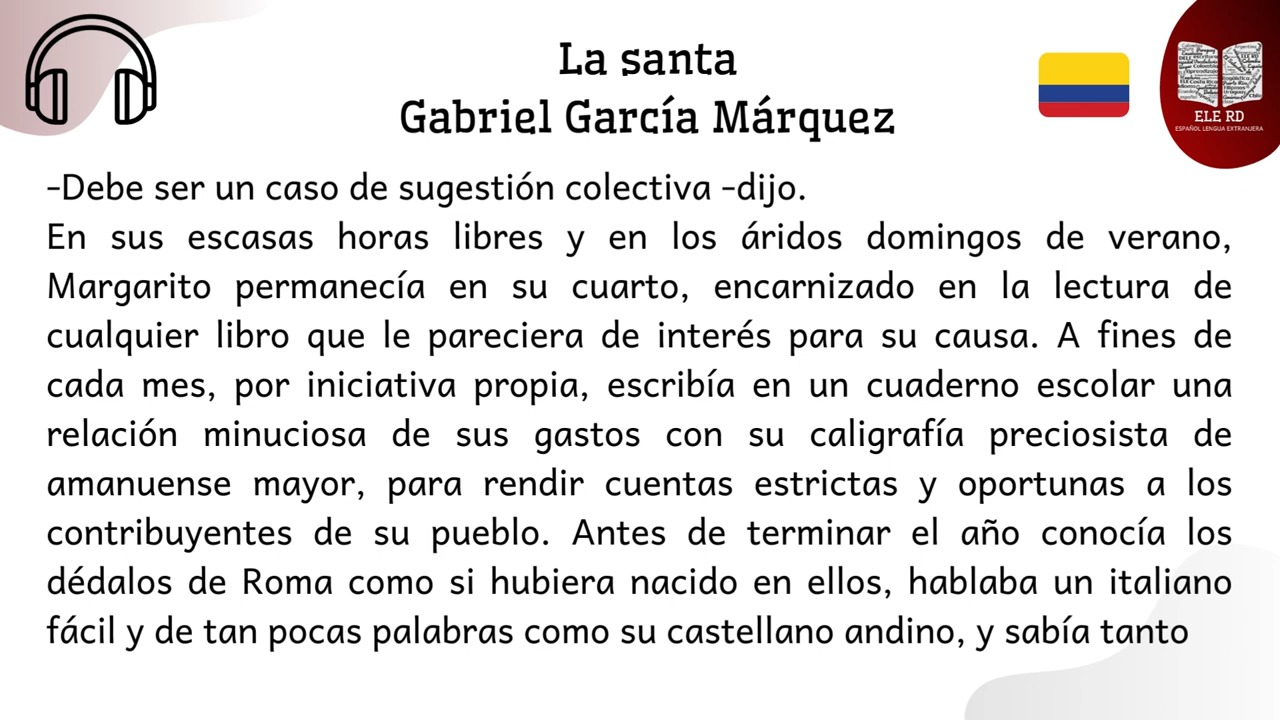 La santa
Gabriel García Márquez
ELE RD
ESPAÑOL LENGUA EXTRANJERA
-Debe ser un caso de sugestión colectiva -dijo.
En sus escasas horas libres y en los áridos domingos de verano,
Margarito permanecía en su cuarto, encarnizado en la lectura de
cualquier libro que le pareciera de interés para su causa. A fines de
cada mes, por iniciativa propia, escribía en un cuaderno escolar una
relación minuciosa de sus gastos con su caligrafía preciosista de
amanuense mayor, para rendir cuentas estrictas y oportunas a los
contribuyentes de su pueblo. Antes de terminar el año conocía los
dédalos de Roma como si hubiera nacido en ellos, hablaba un italiano
fácil y de tan pocas palabras como su castellano andino, y sabía tanto